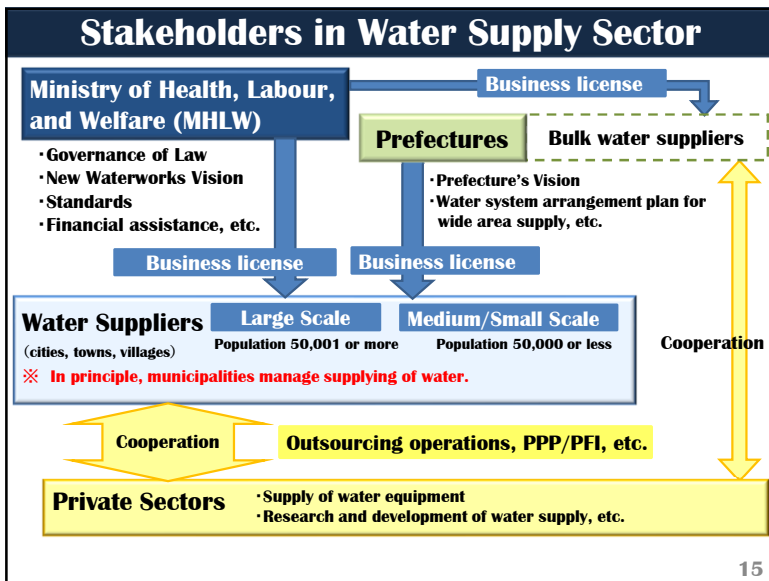 Stakeholders in Water Supply Sector
Business license
Ministry of Health, Labour,
and Welfare (MHLW)
Prefectures
Bulk water suppliers
・Governance of Law
・New Waterworks Vision
・Standards
・Financial assistance, etc.
・Prefecture's Vision
・Water system arrangement plan for
wide area supply, etc.
Business license
Business license
Water Suppliers
(cities, towns, villages)
Large Scale
Population 50,001 or more
Medium/Small Scale
Population 50,000 or less
※ In principle, municipalities manage supplying of water.
Cooperation
Cooperation
Outsourcing operations, PPP/PFI, etc.
Private Sectors
・Supply of water equipment
・Research and development of water supply, etc.
15